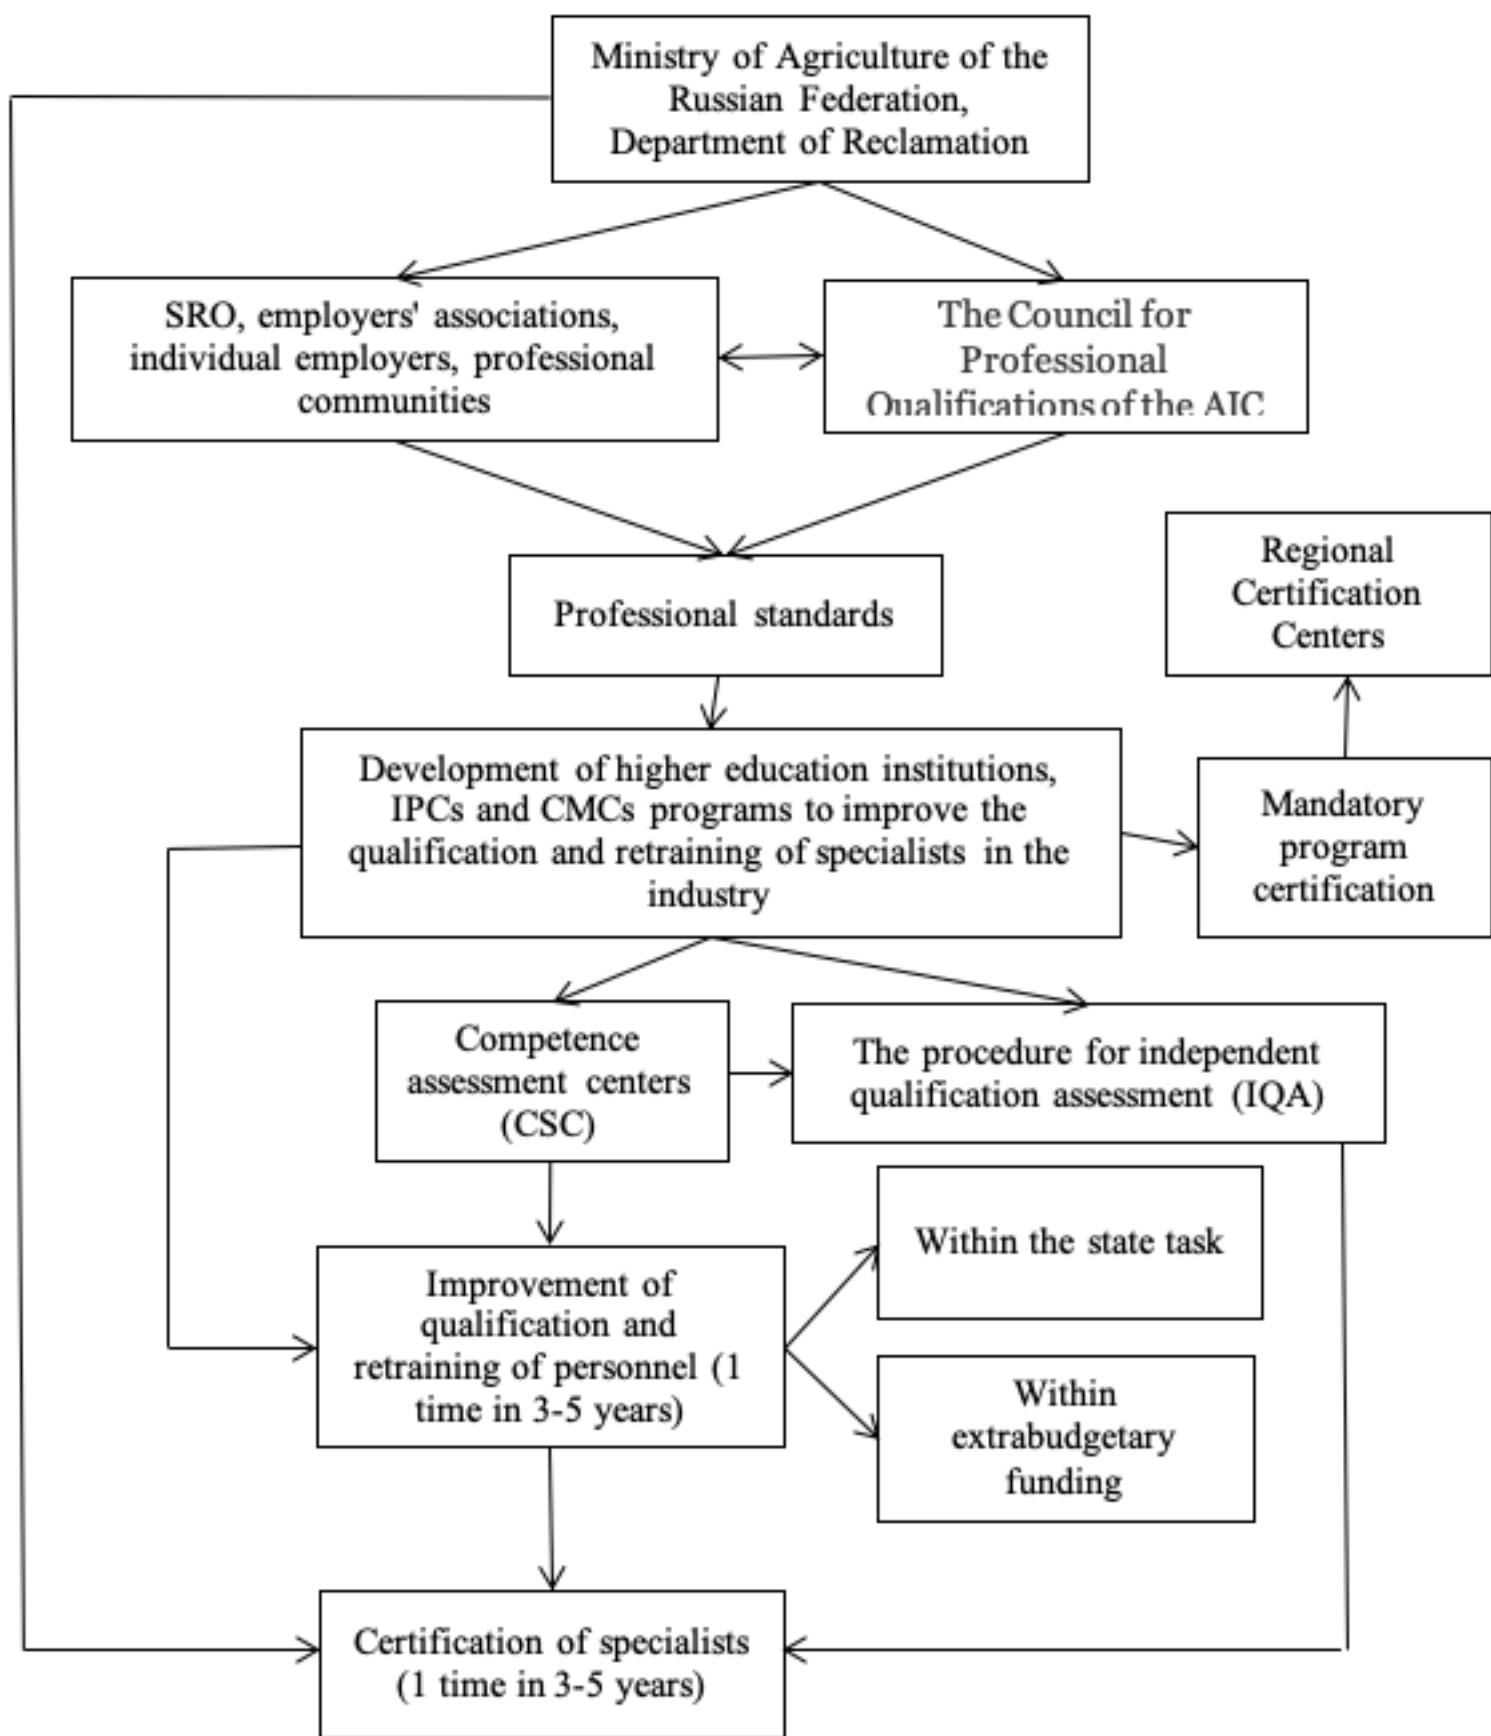 Ministry of Agriculture of the
Russian Federation,
Department of Reclamation
SRO, employers' associations,
individual employers, professional
communities
The Council for
Professional
Qualifications of the AIC
Professional standards
Regional
Certification
Centers
Development of higher education institutions,
IPCs and CMCs programs to improve the
qualification and retraining of specialists in the
industry
Mandatory
program
certification
Competence
assessment centers
(CSC)
The procedure for independent
qualification assessment (IQA)
Within the state task
Improvement of
qualification and
retraining of personnel (1
time in 3-5 years)
Within
extrabudgetary
funding
Certification of specialists
(1 time in 3-5 years)